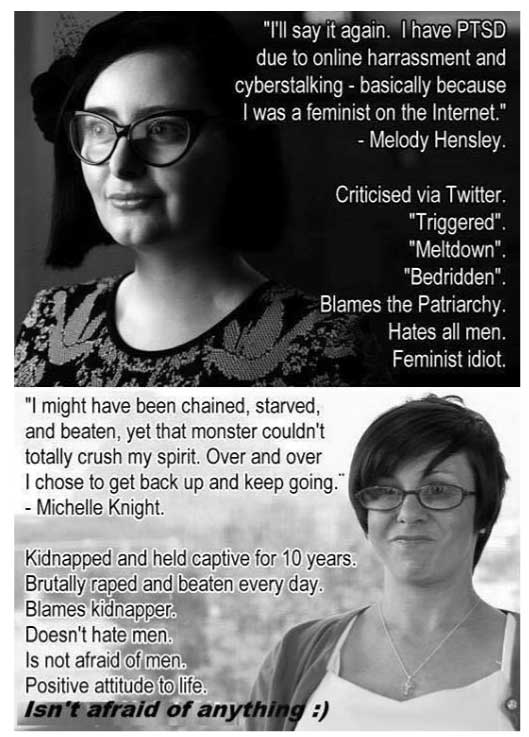 "I'll say it again.  I have PTSD
due to online harrassment and
cyberstalking - basically because
I was a feminist on the Internet."
- Melody Hensley.
Criticised via Twitter.
"Triggered".
"Meltdown".
"Bedridden".
Blames the Patriarchy.
Hates all men.
Feminist idiot.
"I might have been chained, starved,
and beaten, yet that monster couldn't
totally crush my spirit. Over and over
I chose to get back up and keep going."
- Michelle Knight.
Kidnapped and held captive for 10 years.
Brutally raped and beaten every day.
Blames kidnapper.
Doesn't hate men.
Is not afraid of men.
Positive attitude to life.
Isn't afraid of anything :)